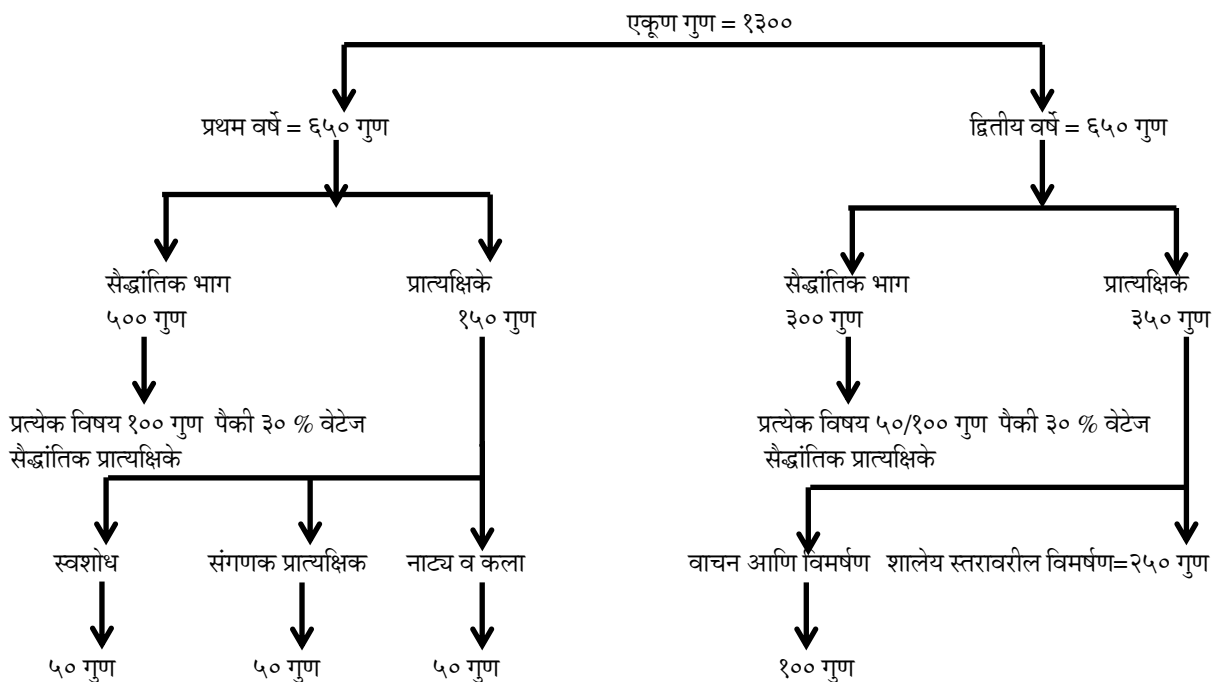 एकूण गुण = १३००
प्रथम वर्षे = ६५० गुण
द्वितीय वर्षे = ६५० गुण
सैद्धांतिक भाग
प्रात्यक्षिके
सैद्धांतिक भाग
प्रात्यक्षिके
५०० गुण
१५० गुण
३०० गुण
३५० गुण
प्रत्येक विषय १०० गुण पैकी ३० % वेटेज
सैद्धांतिक प्रात्यक्षिके
प्रत्येक विषय ५०/१०० गुण पैकी ३० % वेटेज
सैद्धांतिक प्रात्यक्षिके
स्वशोध
संगणक प्रात्यक्षिक
नाट्य व कला
वाचन आणि विमर्षण
शालेय स्तरावरील विमर्षण=२५० गुण
५० गुण
५० गुण
५० गुण
१०० गुण